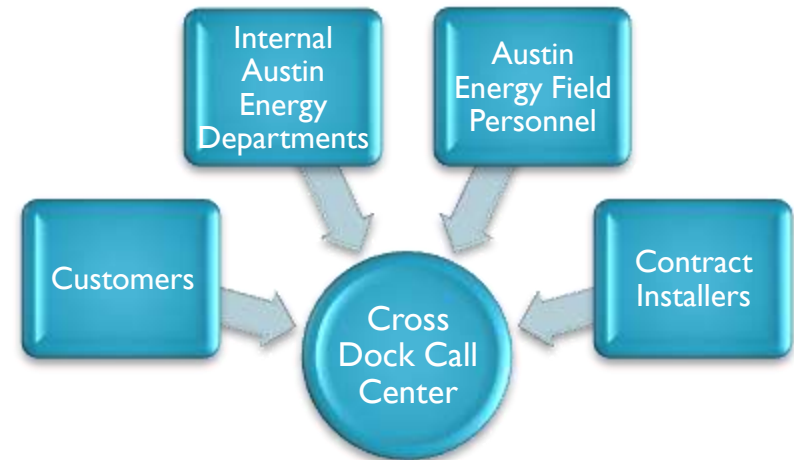 Internal
Austin
Energy
Departments
Austin
Energy Field
Personnel
Customers
Contract
Installers
Cross
Dock Call
Center